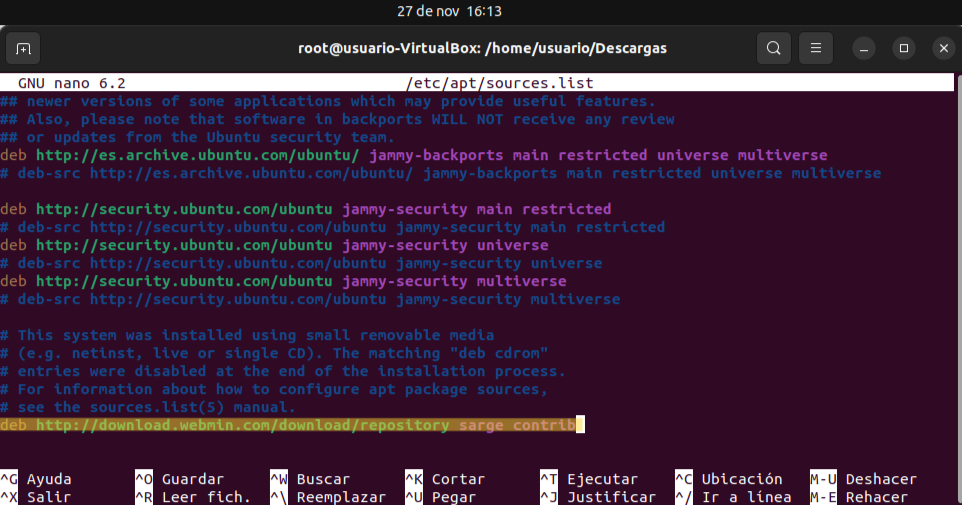 27 de nov 16:13
root@usuario-VirtualBox: /home/usuario/Descargas
GNU nano 6.2 /etc/apt/sources.list
## newer versions of some applications which may provide useful features.
## Also, please note that software in backports WILL NOT receive any review
## or updates from the Ubuntu security team.
deb http://es.archive.ubuntu.com/ubuntu/ jammy-backports main restricted universe multiverse
# deb-src http://es.archive.ubuntu.com/ubuntu/ jammy-backports main restricted universe multiverse
deb http://security.ubuntu.com/ubuntu jammy-security main restricted
# deb-src http://security.ubuntu.com/ubuntu jammy-security main restricted
deb http://security.ubuntu.com/ubuntu jammy-security universe
# deb-src http://security.ubuntu.com/ubuntu jammy-security universe
deb http://security.ubuntu.com/ubuntu jammy-security multiverse
# deb-src http://security.ubuntu.com/ubuntu jammy-security multiverse
# This system was installed using small removable media
# (e.g. netinst, live or single CD). The matching "deb cdrom"
# entries were disabled at the end of the installation process.
# For information about how to configure apt package sources,
# see the sources.list(5) manual.
deb http://download.webmin.com/download/repository sarge contrib
^G Ayuda ^O Guardar ^W Buscar ^K Cortar ^T Ejecutar ^C Ubicación M-U Deshacer
^X Salir ^R Leer fich. ^\ Reemplazar ^U Pegar ^J Justificar ^/ Ir a línea M-E Rehacer